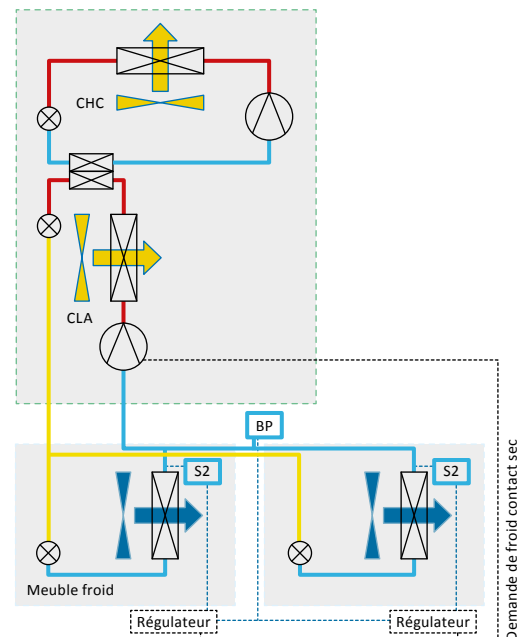 CHC
CLA
BP
S2
S2
Demande de froid contact sec
Meuble froid
Régulateur
Régulateur